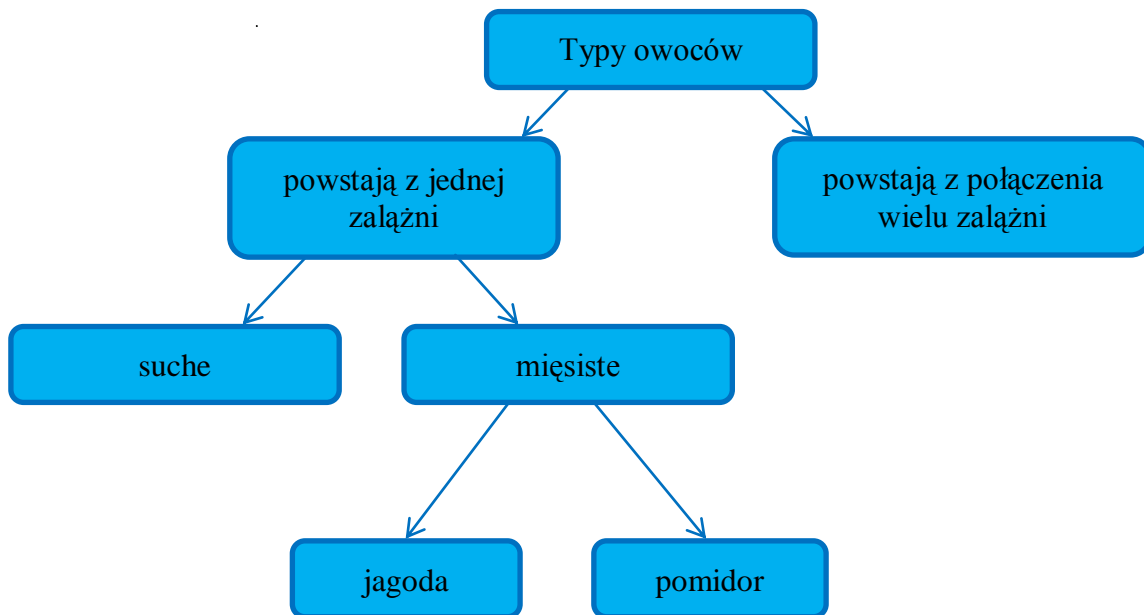 Typy owoców
powstają z jednej
zalążni
powstają z połączenia
wielu zalążni
suche
mięsiste
jagoda
pomidor